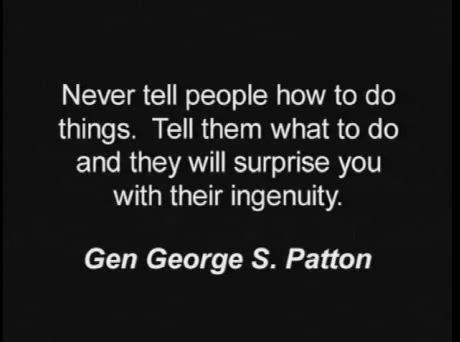 Never tell people how to do
things.  Tell them what to do
and they will surprise you
with their ingenuity.
Gen George S. Patton